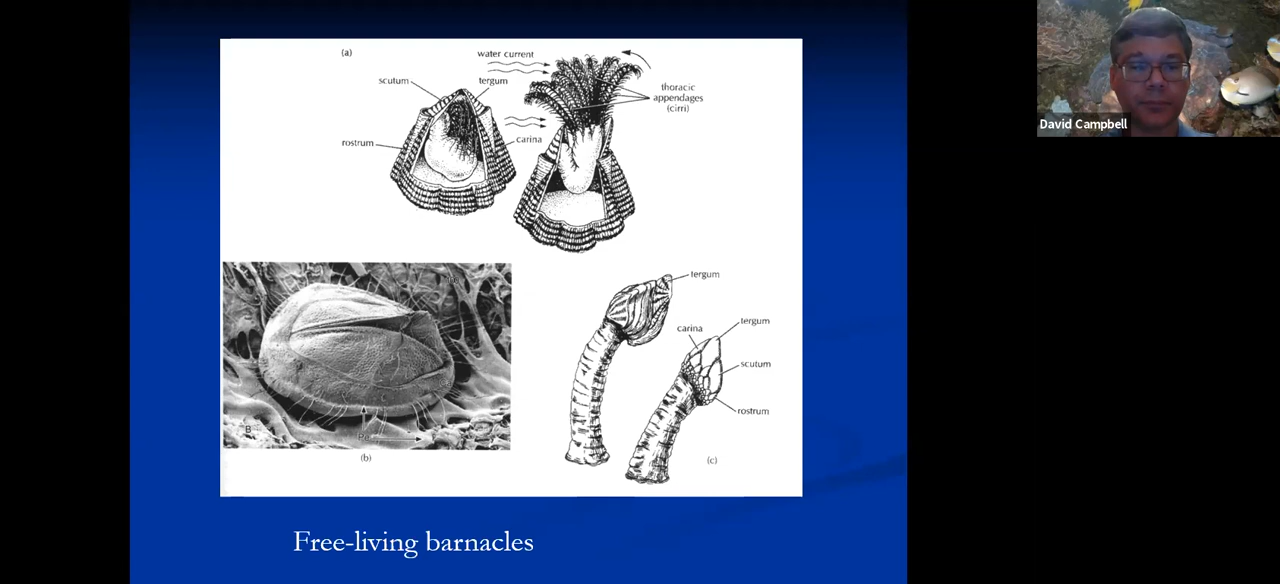 (a)
water current
scutum
tergum
thoracic
appendages
(cirri)
rostrum
carina
David Campbell
tergum
carina
tergum
scutum
rostrum
B
Pe
(b)
(c)
Free-living barnacles